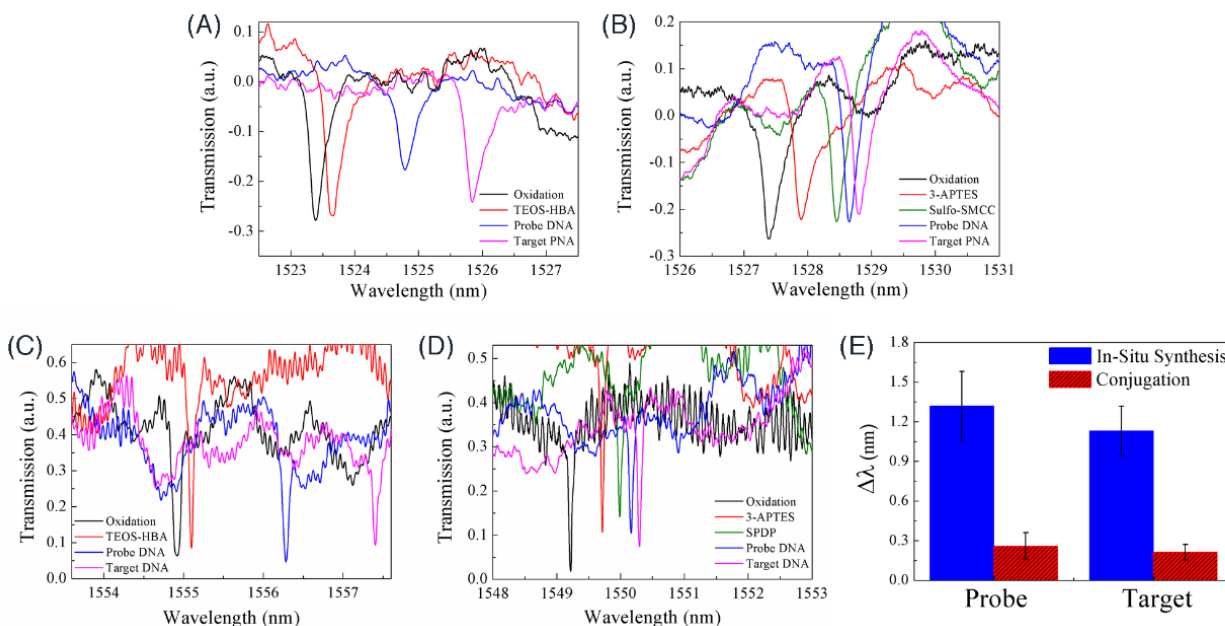 (A)
0.1
0.0
-0.1
-0.2
-0.3
Transmission (a.u.)
Oxidation
TEOS-HBA
Probe DNA
Target PNA
1523 1524 1525 1526 1527
Wavelength (nm)
(B)
0.2
0.1
0.0
-0.1
-0.2
-0.3
Transmission (a.u.)
Oxidation
3-APTES
Sulfo-SMCC
Probe DNA
Target PNA
1526 1527 1528 1529 1530 1531
Wavelength (nm)
(C)
0.6
0.5
0.4
0.3
0.2
0.1
0.0
Transmission (a.u.)
Oxidation
TEOS-HBA
Probe DNA
Target DNA
1554 1555 1556 1557
Wavelength (nm)
(D)
0.5
0.4
0.3
0.2
0.1
0.0
Transmission (a.u.)
Oxidation
3-APTES
SPDP
Probe DNA
Target DNA
1548 1549 1550 1551 1552 1553
Wavelength (nm)
(E)
1.8
1.5
1.2
0.9
0.6
0.3
0.0
Δλ (nm)
In-Situ Synthesis
Conjugation
Probe Target